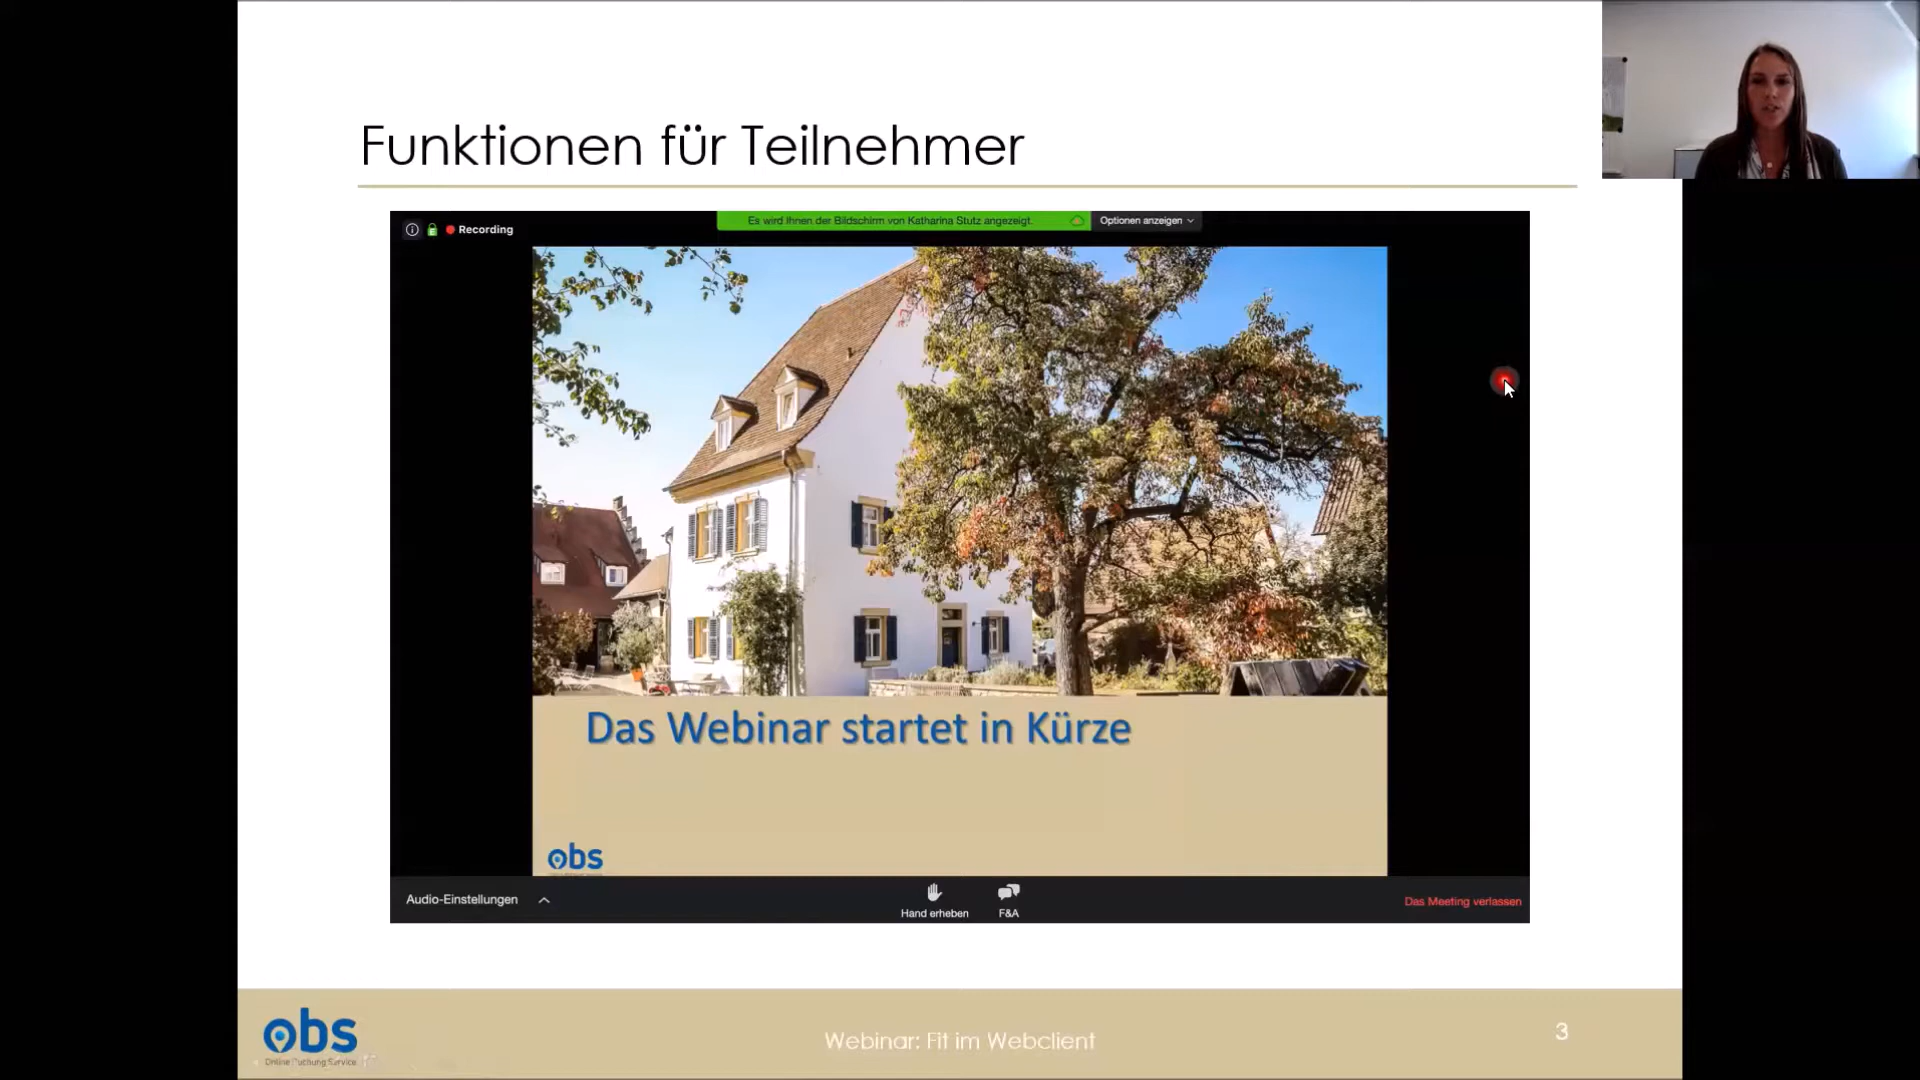 Funktionen für Teilnehmer
Recording
Es wird Ihnen der Bildschirm von Katharina Stutz angezeigt.
Optionen anzeigen
Das Webinar startet in Kürze
obs
Audio-Einstellungen
Hand erheben
F&A
Das Meeting verlassen
obs
Online Buchung Service
Webinar: Fit im Webclient
3